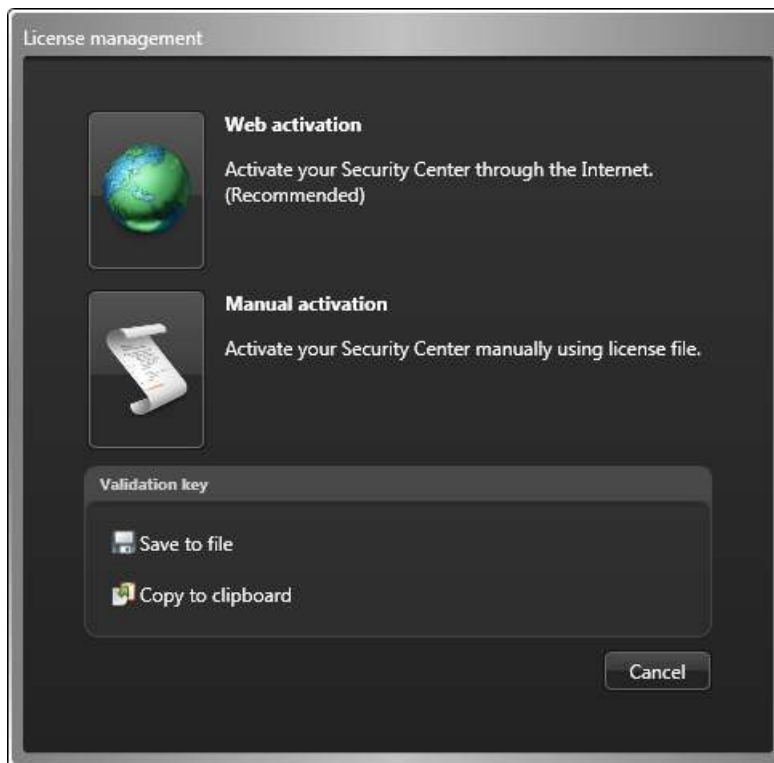 License management
Web activation
Activate your Security Center through the Internet.
(Recommended)
Manual activation
Activate your Security Center manually using license file.
Validation key
Save to file
Copy to clipboard
Cancel